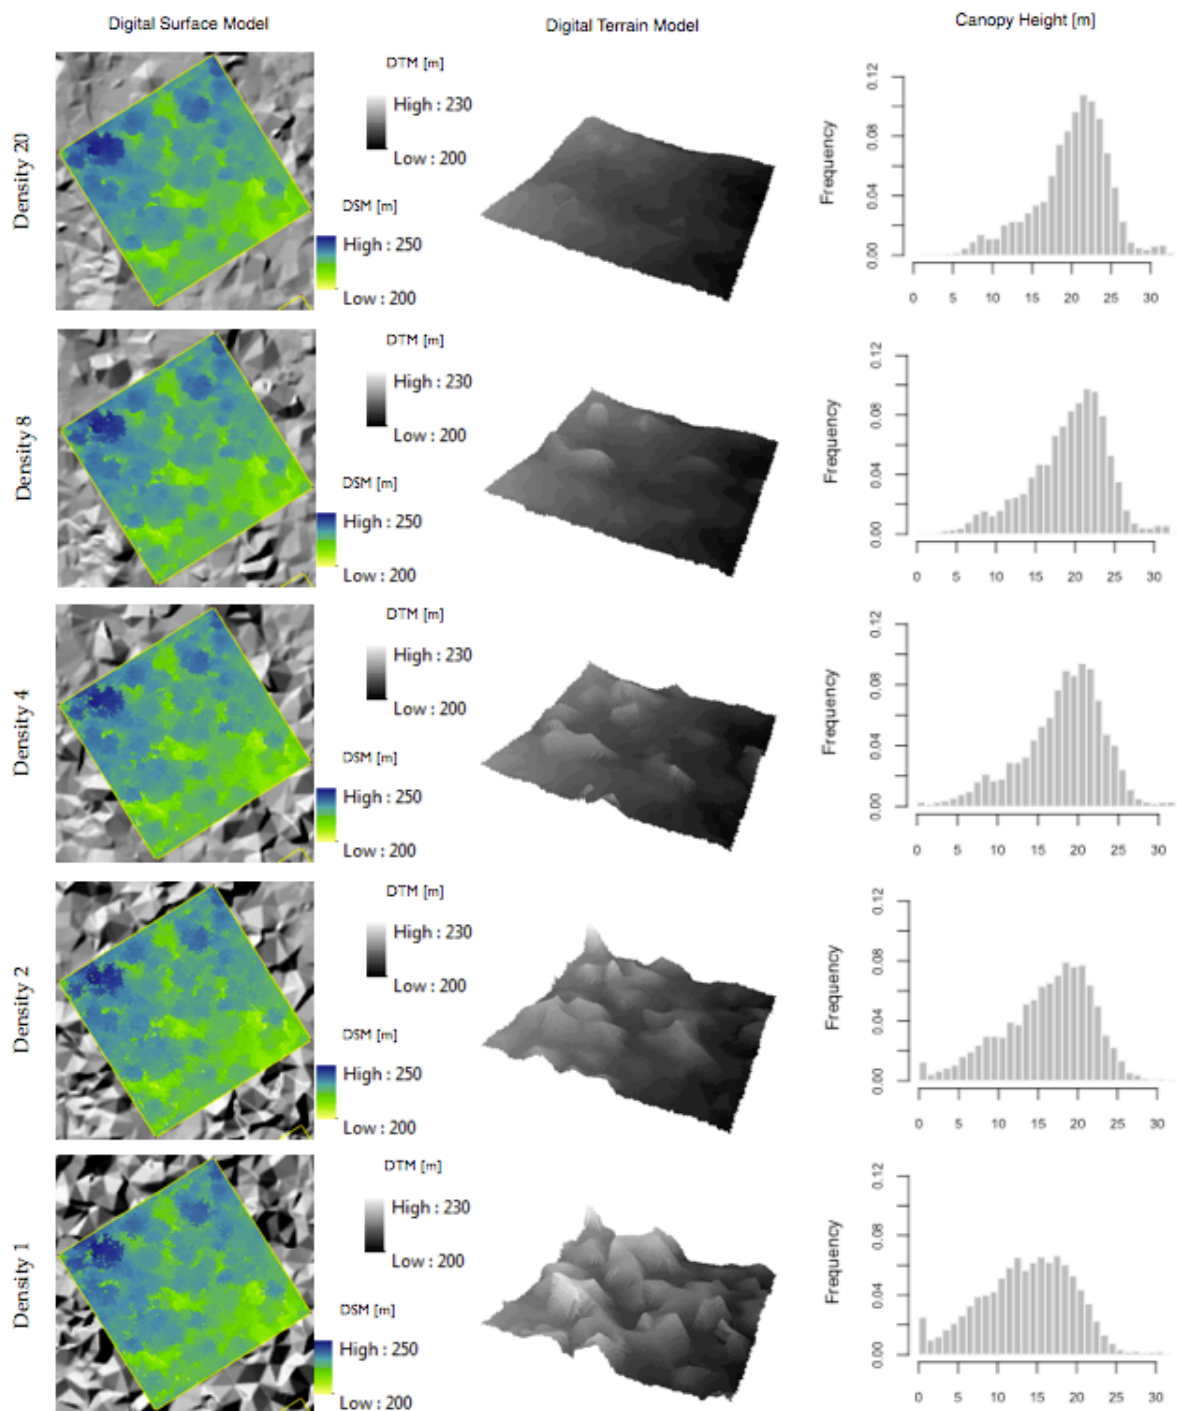 Digital Surface Model
Digital Terrain Model
Canopy Height [m]
Density 20
DTM [m]
High : 230
Low : 200
DSM [m]
High : 250
Low : 200
Frequency
0.00 0.04 0.08 0.12
0 5 10 15 20 25 30
Density 8
DTM [m]
High : 230
Low : 200
DSM [m]
High : 250
Low : 200
Frequency
0.00 0.04 0.08 0.12
0 5 10 15 20 25 30
Density 4
DTM [m]
High : 230
Low : 200
DSM [m]
High : 250
Low : 200
Frequency
0.00 0.04 0.08 0.12
0 5 10 15 20 25 30
Density 2
DTM [m]
High : 230
Low : 200
DSM [m]
High : 250
Low : 200
Frequency
0.00 0.04 0.08 0.12
0 5 10 15 20 25 30
Density 1
DTM [m]
High : 230
Low : 200
DSM [m]
High : 250
Low : 200
Frequency
0.00 0.04 0.08 0.12
0 5 10 15 20 25 30